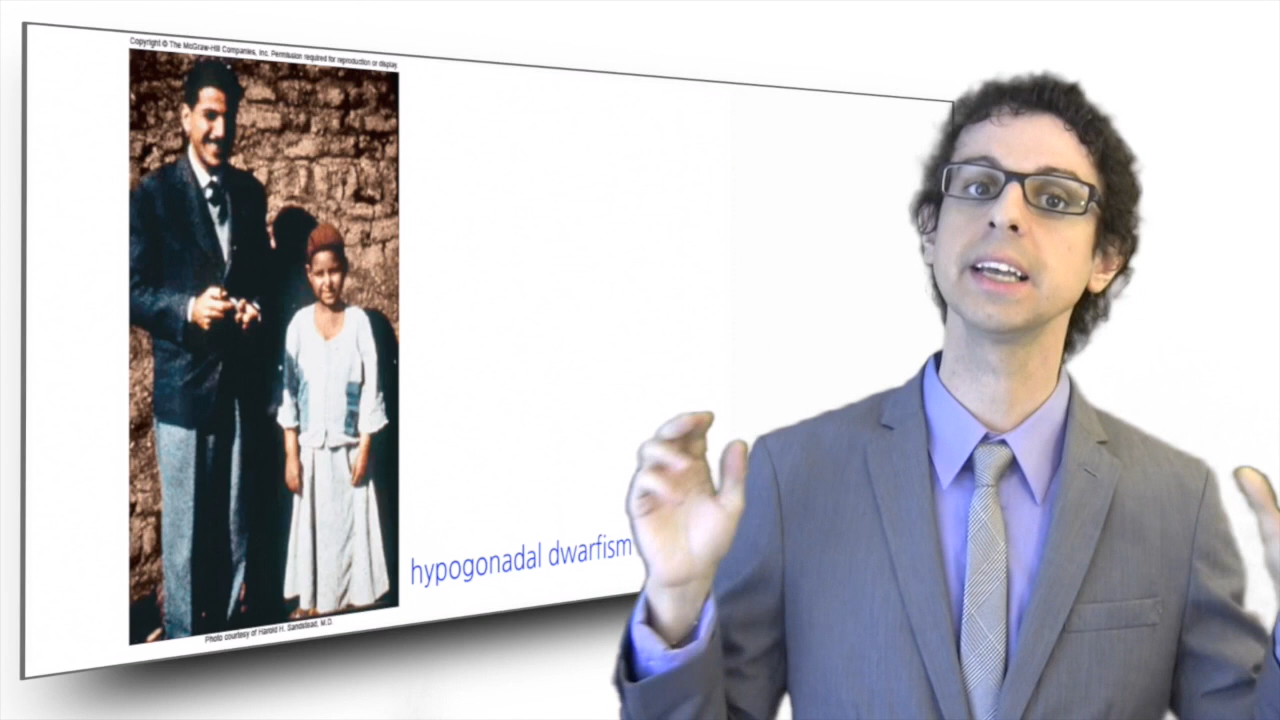 Copyright © The McGraw-Hill Companies, Inc. Permission required for reproduction or display.
hypogonadal dwarfism
Photo courtesy of Harold H. Sandstead, M.D.